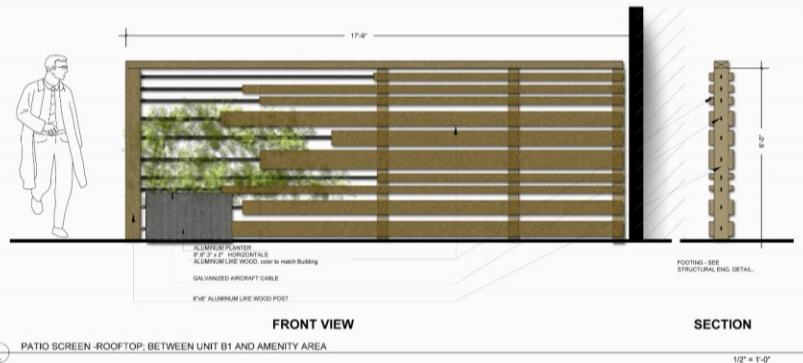 17'-9"
6'-0"
ALUMINUM PLANTER
8",6",3" x 2" HORIZONTALS
ALUMINUM LIKE WOOD, color to match Building
GALVANIZED AIRCRAFT CABLE
6"x6" ALUMINUM LIKE WOOD POST
FOOTING - SEE
STRUCTURAL ENG. DETAIL,
FRONT VIEW
SECTION
PATIO SCREEN -ROOFTOP; BETWEEN UNIT B1 AND AMENITY AREA
1/2" = 1'-0"